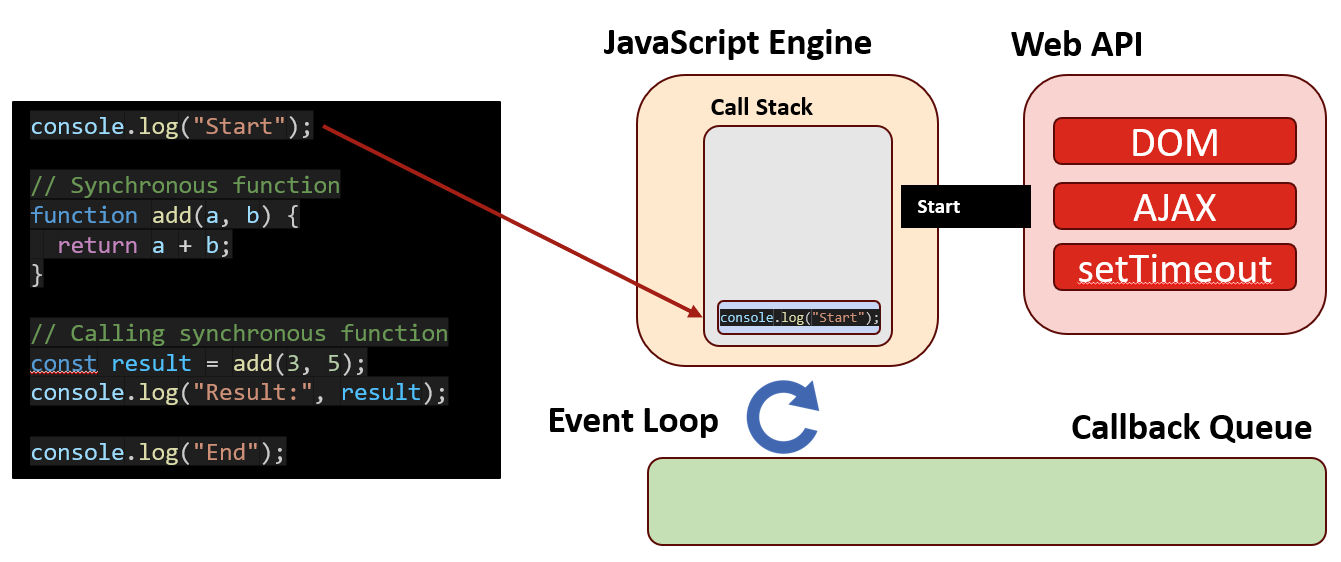 JavaScript Engine
Web API
console.log("Start");
// Synchronous function
function add(a, b) {
  return a + b;
}
// Calling synchronous function
const result = add(3, 5);
console.log("Result:", result);
console.log("End");
Call Stack
console.log("Start");
Start
DOM
AJAX
setTimeout
Event Loop
Callback Queue